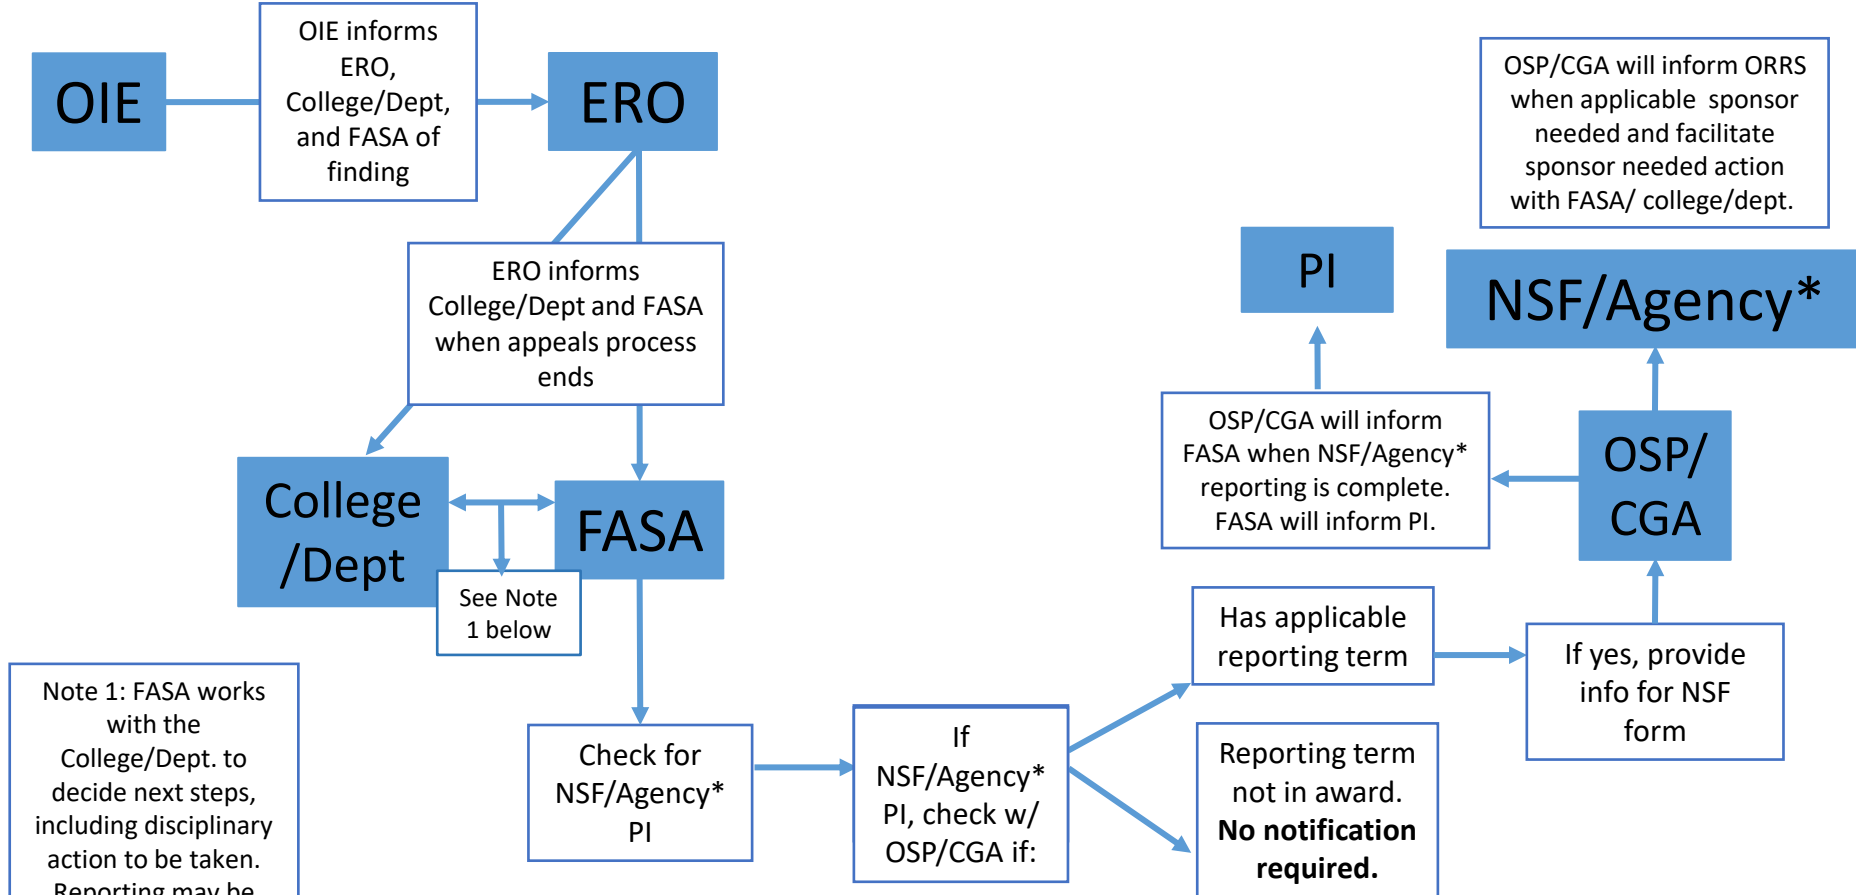 OIE
OIE informs
ERO,
College/Dept,
and FASA of
finding
ERO
ERO informs
College/Dept and FASA
when appeals process
ends
College
/Dept
FASA
See Note
1 below
Note 1: FASA works
with the
College/Dept. to
decide next steps,
including disciplinary
action to be taken.
Reporting may be
Check for
NSF/Agency*
PI
If
NSF/Agency*
PI, check w/
OSP/CGA if:
Has applicable
reporting term
Reporting term
not in award.
No notification
required.
If yes, provide
info for NSF
form
OSP/
CGA
OSP/CGA will inform
FASA when NSF/Agency*
reporting is complete.
FASA will inform PI.
PI
NSF/Agency*
OSP/CGA will inform ORRS
when applicable  sponsor
needed and facilitate
sponsor needed action
with FASA/ college/dept.